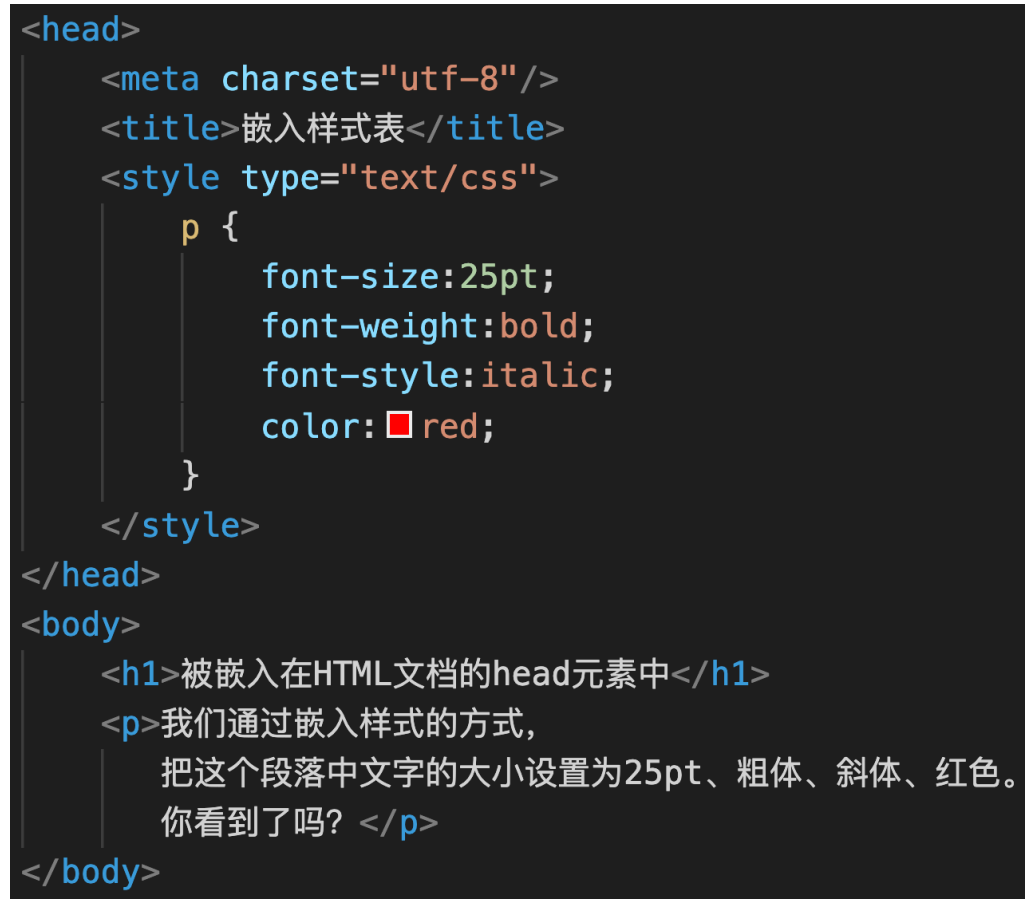 <head>
<meta charset="utf-8"/>
<title>嵌入样式表</title>
<style type="text/css">
p {
font-size:25pt;
font-weight:bold;
font-style:italic;
color:red;
}
</style>
</head>
<body>
<h1>被嵌入在HTML文档的head元素中</h1>
<p>我们通过嵌入样式的方式，
把这个段落中文字的大小设置为25pt、粗体、斜体、红色。
你看到了吗？</p>
</body>